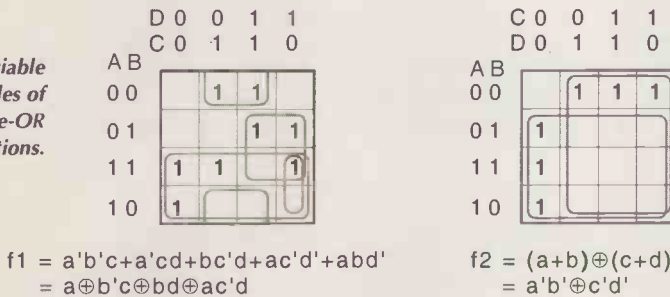 iable
les of
e-OR
tions.
D 0 0 1 1
C 0 1 1 0
A B
0 0 1 1
0 1 1 1
1 1 1 1 1
1 0 1
f1 = a'b'c+a'cd+bc'd+ac'd'+abd'
= a⊕b'c⊕bd⊕ac'd
C 0 0 1 1
D 0 1 1 0
A B
0 0 1 1 1
0 1 1
1 1 1
1 0 1
f2 = (a+b)⊕(c+d)
= a'b'⊕c'd'